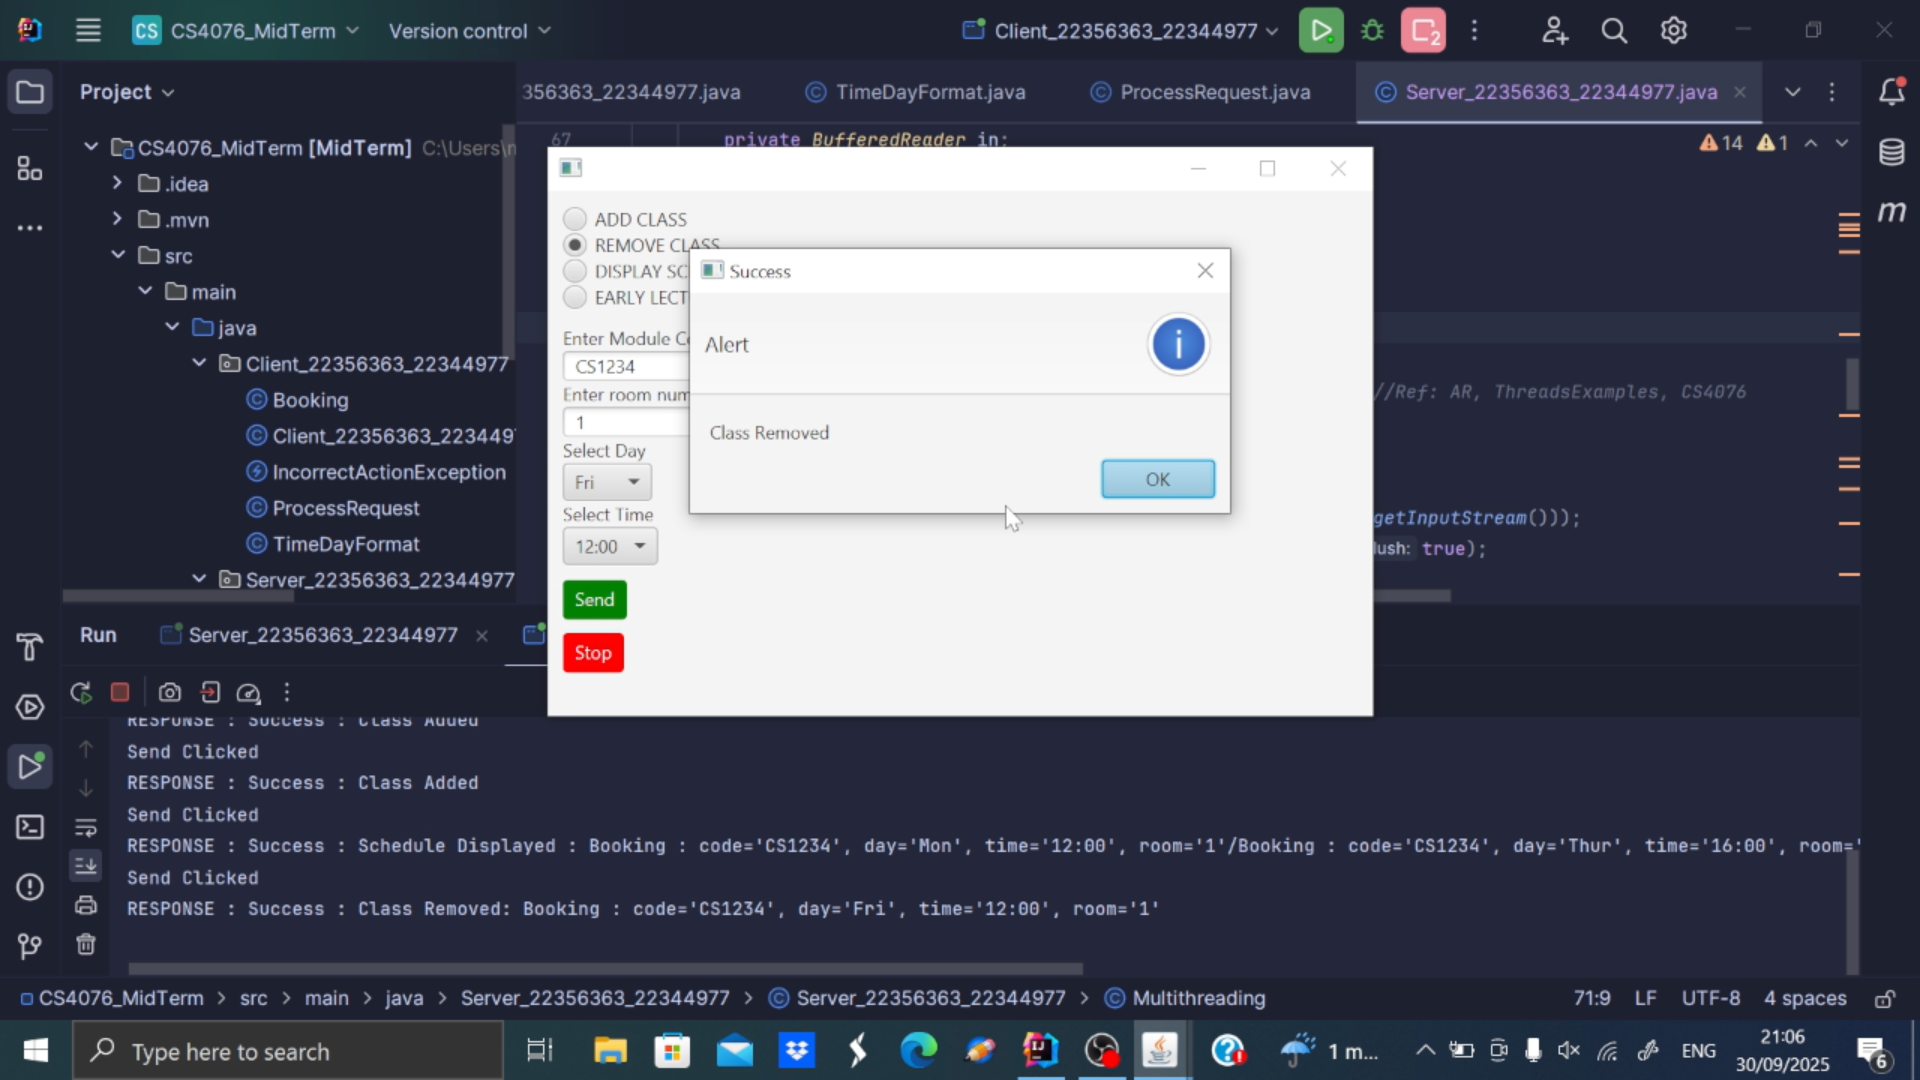 CS CS4076_MidTerm Version control Client_22356363_22344977 2
Project
356363_22344977.java TimeDayFormat.java ProcessRequest.java Server_22356363_22344977.java
67 private BufferedReader in;
14 1
CS4076_MidTerm [MidTerm] C:\Users\
.idea
.mvn
src
main
java
Client_22356363_22344977
Booking
Client_22356363_223449
IncorrectActionException
ProcessRequest
TimeDayFormat
Server_22356363_22344977
m
//Ref: AR, ThreadsExamples, CS4076
getInputStream()));
lush: true);
ADD CLASS
REMOVE CLASS
DISPLAY SC
EARLY LECT
Enter Module C
CS1234
Enter room num
1
Select Day
Fri
Select Time
12:00
Send
Stop
Success
Alert
i
Class Removed
OK
Run Server_22356363_22344977
RESPONSE : Success : Class Added
Send Clicked
RESPONSE : Success : Class Added
Send Clicked
RESPONSE : Success : Schedule Displayed : Booking : code='CS1234', day='Mon', time='12:00', room='1'/Booking : code='CS1234', day='Thur', time='16:00', room='
Send Clicked
RESPONSE : Success : Class Removed: Booking : code='CS1234', day='Fri', time='12:00', room='1'
CS4076_MidTerm > src > main > java > Server_22356363_22344977 > Server_22356363_22344977 > Multithreading 71:9 LF UTF-8 4 spaces
Type here to search
1 m...
ENG
21:06
30/09/2025
6